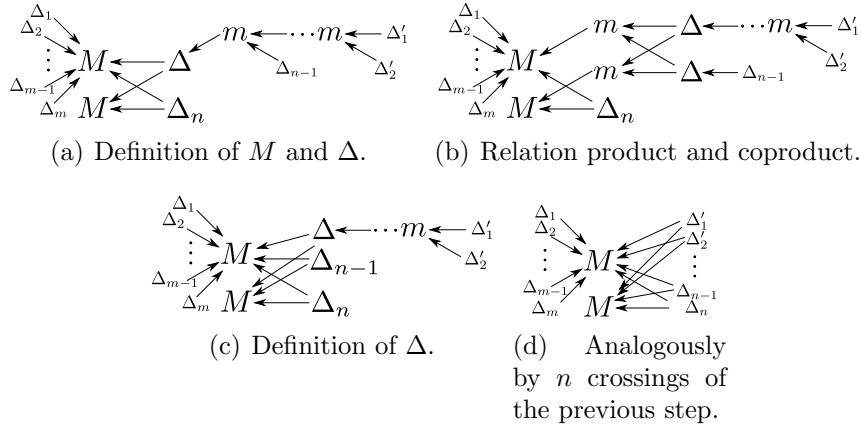 Δ₁
Δ₂
⋮
Δₘ₋₁
Δₘ
M
M
Δ
Δₙ
m
Δₙ₋₁
⋯
m
Δ′₁
Δ′₂
(a) Definition of M and Δ.
Δ₁
Δ₂
⋮
Δₘ₋₁
Δₘ
M
M
m
m
Δₙ
Δ
Δ
⋯
m
Δₙ₋₁
Δ′₁
Δ′₂
(b) Relation product and coproduct.
Δ₁
Δ₂
⋮
Δₘ₋₁
Δₘ
M
M
Δ
Δₙ₋₁
Δₙ
⋯
m
Δ′₁
Δ′₂
(c) Definition of Δ.
Δ₁
Δ₂
⋮
Δₘ₋₁
Δₘ
M
M
Δ′₁
Δ′₂
⋮
Δₙ₋₁
Δₙ
(d) Analogously
by n crossings of
the previous step.